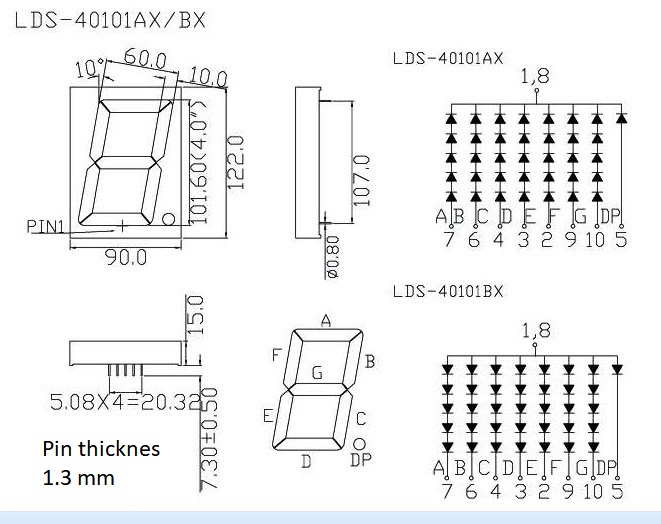 LDS-40101AX/BX
60.0
10°
10.0
101.60(4.0")
122.0
PIN1
90.0
107.0
ø0.80
LDS-40101AX
1,8
A B C D E F G DP
7 6 4 3 2 9 10 5
15.0
5.08X4=20.32
7.30±0.50
Pin thicknes
1.3 mm
A
F B
G
E C
D DP
LDS-40101BX
1,8
A B C D E F G DP
7 6 4 3 2 9 10 5